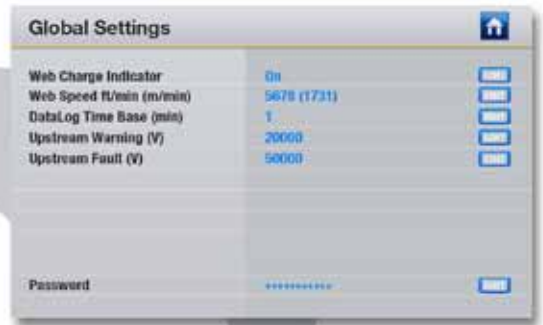 Global Settings
Web Charge Indicator On
Web Speed ft/min (m/min) 5678 (1731)
DataLog Time Base (min) 1
Upstream Warning (V) 20000
Upstream Fault (V) 50000
Password ***********